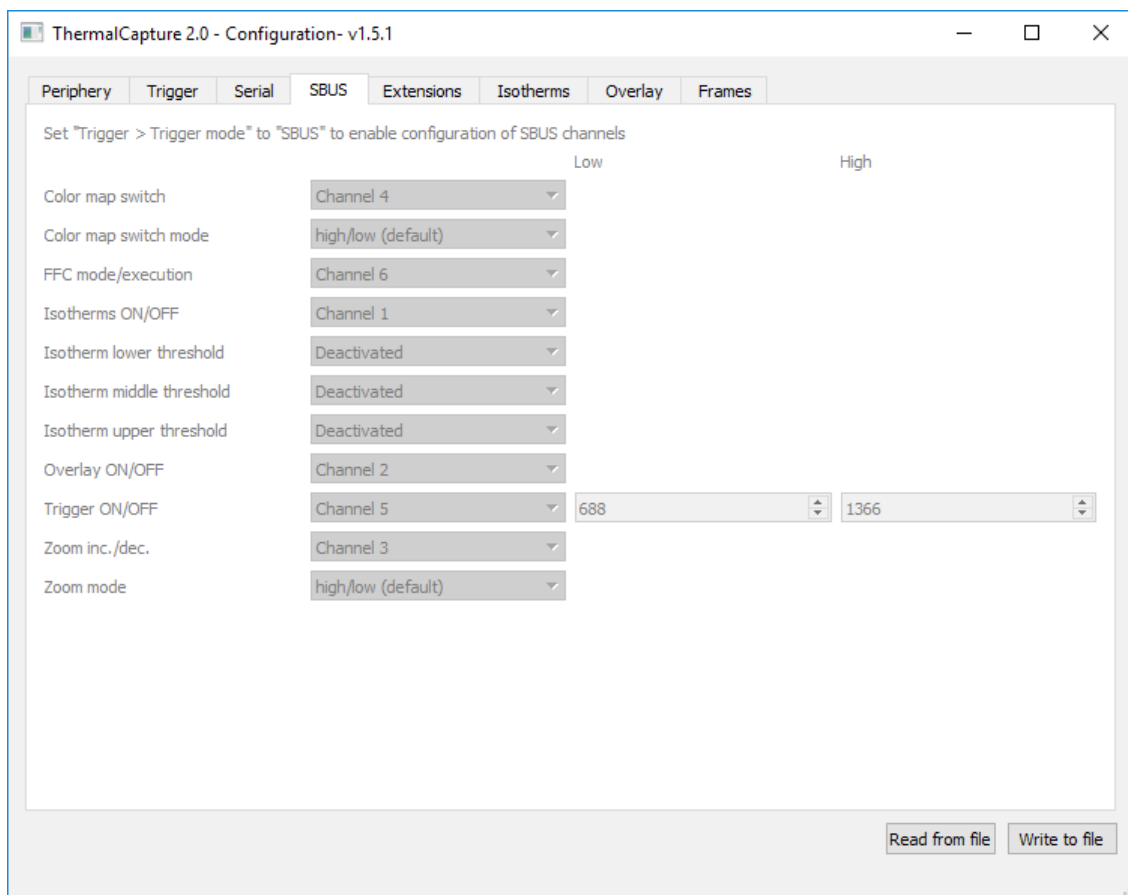 ThermalCapture 2.0 - Configuration- v1.5.1
Periphery Trigger Serial SBUS Extensions Isotherms Overlay Frames
Set "Trigger > Trigger mode" to "SBUS" to enable configuration of SBUS channels
Low High
Color map switch Channel 4
Color map switch mode high/low (default)
FFC mode/execution Channel 6
Isotherms ON/OFF Channel 1
Isotherm lower threshold Deactivated
Isotherm middle threshold Deactivated
Isotherm upper threshold Deactivated
Overlay ON/OFF Channel 2
Trigger ON/OFF Channel 5 688 1366
Zoom inc./dec. Channel 3
Zoom mode high/low (default)
Read from file Write to file